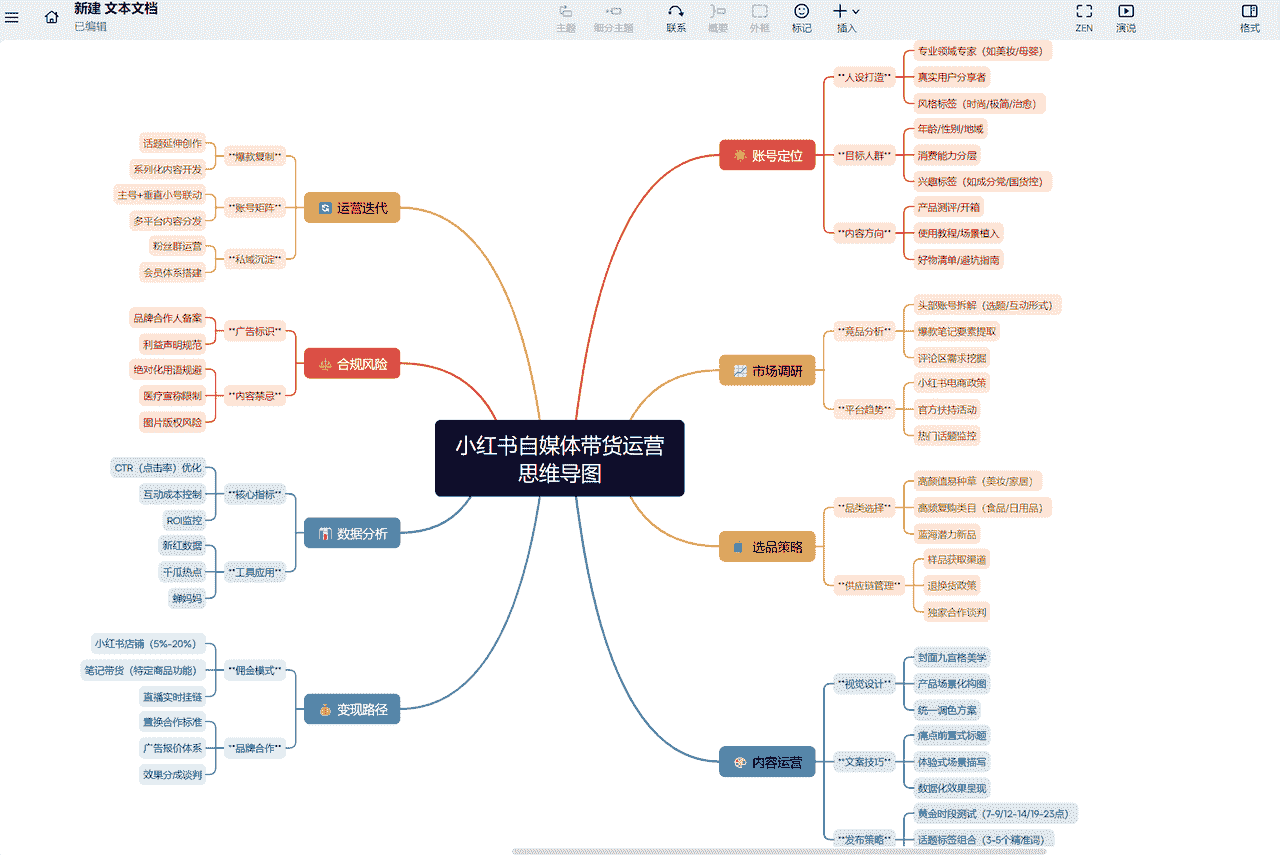 新建 文本文档
已编辑
主题
细分主题
联系
概要
外框
标记
插入
ZEN
演说
格式
小红书自媒体带货运营
思维导图
账号定位
**人设打造**
专业领域专家（如美妆/母婴）
真实用户分享者
风格标签（时尚/极简/治愈）
**目标人群**
年龄/性别/地域
消费能力分层
兴趣标签（如成分党/国货控）
**内容方向**
产品测评/开箱
使用教程/场景植入
好物清单/避坑指南
市场调研
**竞品分析**
头部账号拆解（选题/互动形式）
爆款笔记要素提取
评论区需求挖掘
**平台趋势**
小红书电商政策
官方扶持活动
热门话题监控
选品策略
**品类选择**
高颜值易种草（美妆/家居）
高频复购类目（食品/日用品）
蓝海潜力新品
**供应链管理**
样品获取渠道
退换货政策
独家合作谈判
内容运营
**视觉设计**
封面九宫格美学
产品场景化构图
统一调色方案
**文案技巧**
痛点前置式标题
体验式场景描写
数据化效果呈现
**发布策略**
黄金时段测试（7-9/12-14/19-23点）
话题标签组合（3-5个精准词）
运营迭代
**爆款复制**
话题延伸创作
系列化内容开发
**账号矩阵**
主号+垂直小号联动
多平台内容分发
**私域沉淀**
粉丝群运营
会员体系搭建
合规风险
**广告标识**
品牌合作人备案
利益声明规范
**内容禁忌**
绝对化用语规避
医疗宣称限制
图片版权风险
数据分析
**核心指标**
CTR（点击率）优化
互动成本控制
ROI监控
**工具应用**
新红数据
千瓜热点
蝉妈妈
变现路径
**佣金模式**
小红书店铺（5%-20%）
笔记带货（特定商品功能）
直播实时挂链
**品牌合作**
置换合作标准
广告报价体系
效果分成谈判